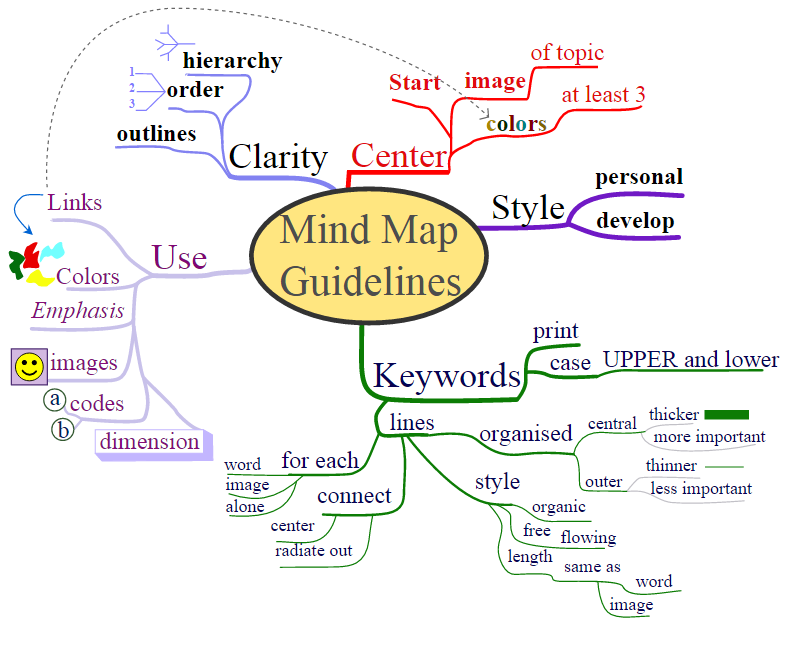 Mind Map
Guidelines
Center
Start
image
of topic
colors
at least 3
Style
personal
develop
Keywords
print
case
UPPER and lower
lines
organised
central
thicker
more important
outer
thinner
less important
style
organic
free
flowing
length
same as
word
image
connect
center
radiate out
for each
word
image
alone
Use
Links
Colors
Emphasis
images
a
codes
b
dimension
Clarity
hierarchy
1
2
3
order
outlines